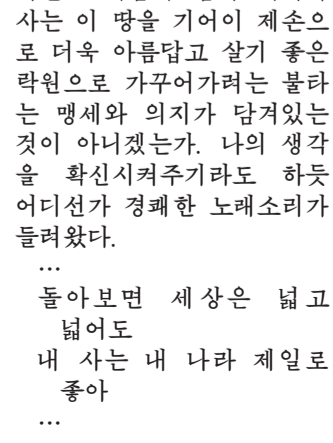 사는 이 땅을 기어이 제손으
로 더욱 아름답고 살기 좋은
락원으로 가꾸어가려는 불타
는 맹세와 의지가 담겨있는
것이 아니겠는가. 나의 생각
을 확신시켜주기라도 하듯
어디선가 경쾌한 노래소리가
들려왔다.
…
돌아보면 세상은 넓고
넓어도
내 사는 내 나라 제일로
좋아
…